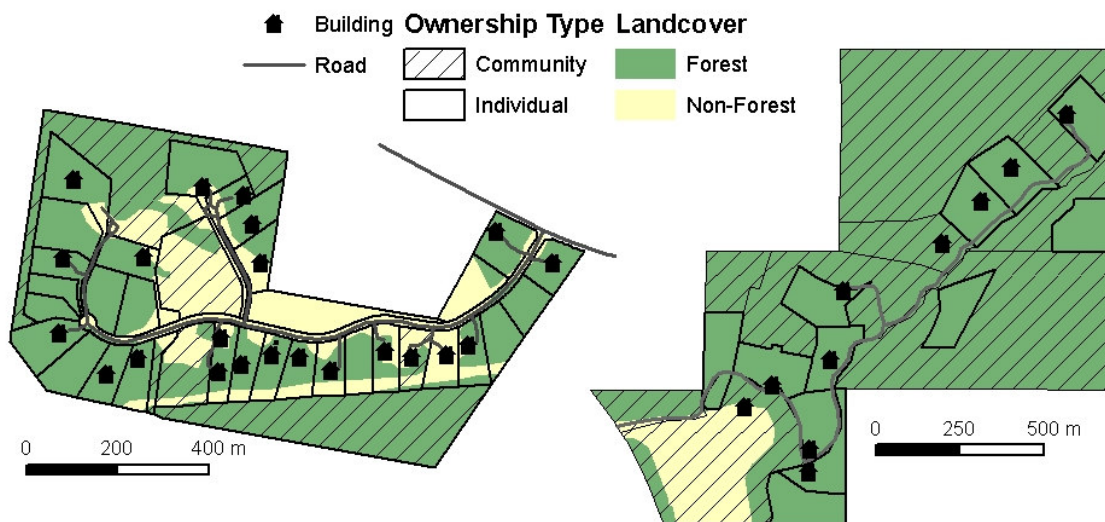 Building Ownership Type Landcover
Road Community Forest
Individual Non-Forest
0 200 400 m
0 250 500 m